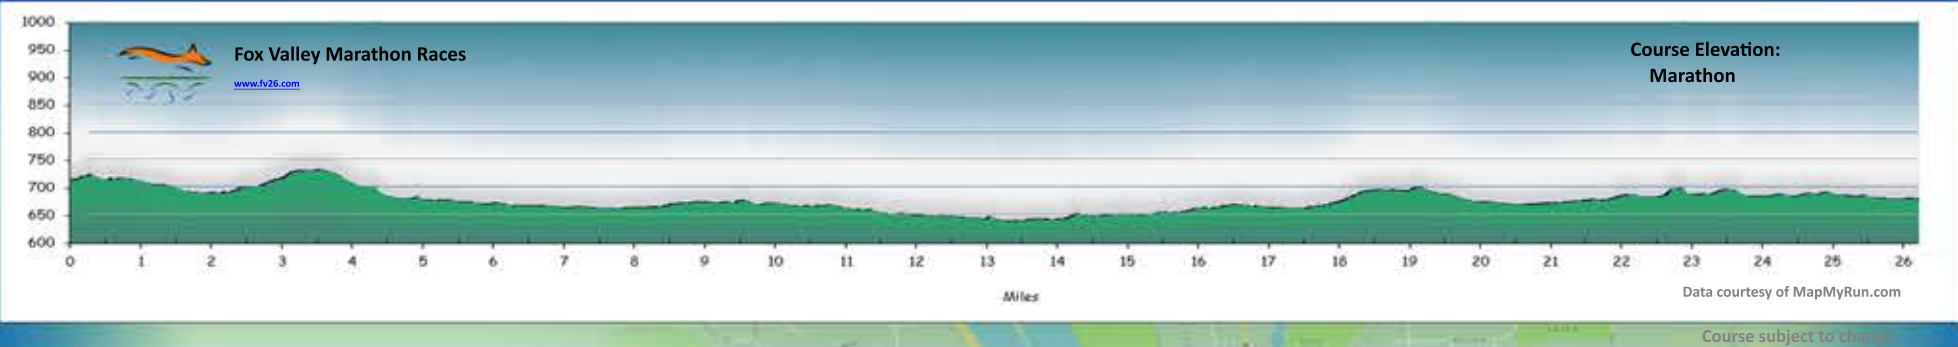 1000
950
900
850
800
750
700
650
600
Fox Valley Marathon Races
www.fv26.com
Course Elevation:
Marathon
0 1 2 3 4 5 6 7 8 9 10 11 12 13 14 15 16 17 18 19 20 21 22 23 24 25 26
Miles
Data courtesy of MapMyRun.com
Course subject to change